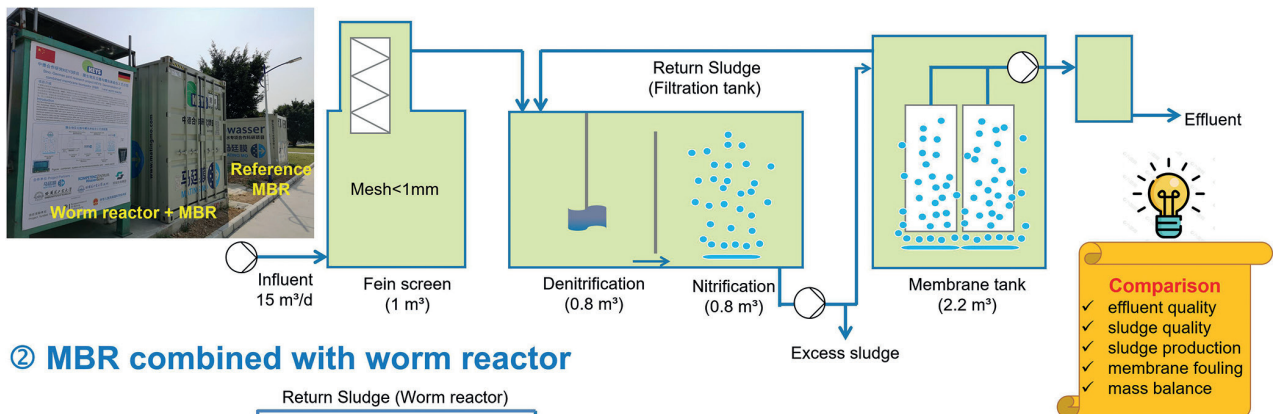 Worm reactor + MBR
Reference
MBR
wasser
Influent
15 m³/d
Mesh<1mm
Fein screen
(1 m³)
Return Sludge
(Filtration tank)
Denitrification
(0.8 m³)
Nitrification
(0.8 m³)
Excess sludge
Membrane tank
(2.2 m³)
Effluent
Comparison
✓ effluent quality
✓ sludge quality
✓ sludge production
✓ membrane fouling
✓ mass balance
② MBR combined with worm reactor
Return Sludge (Worm reactor)